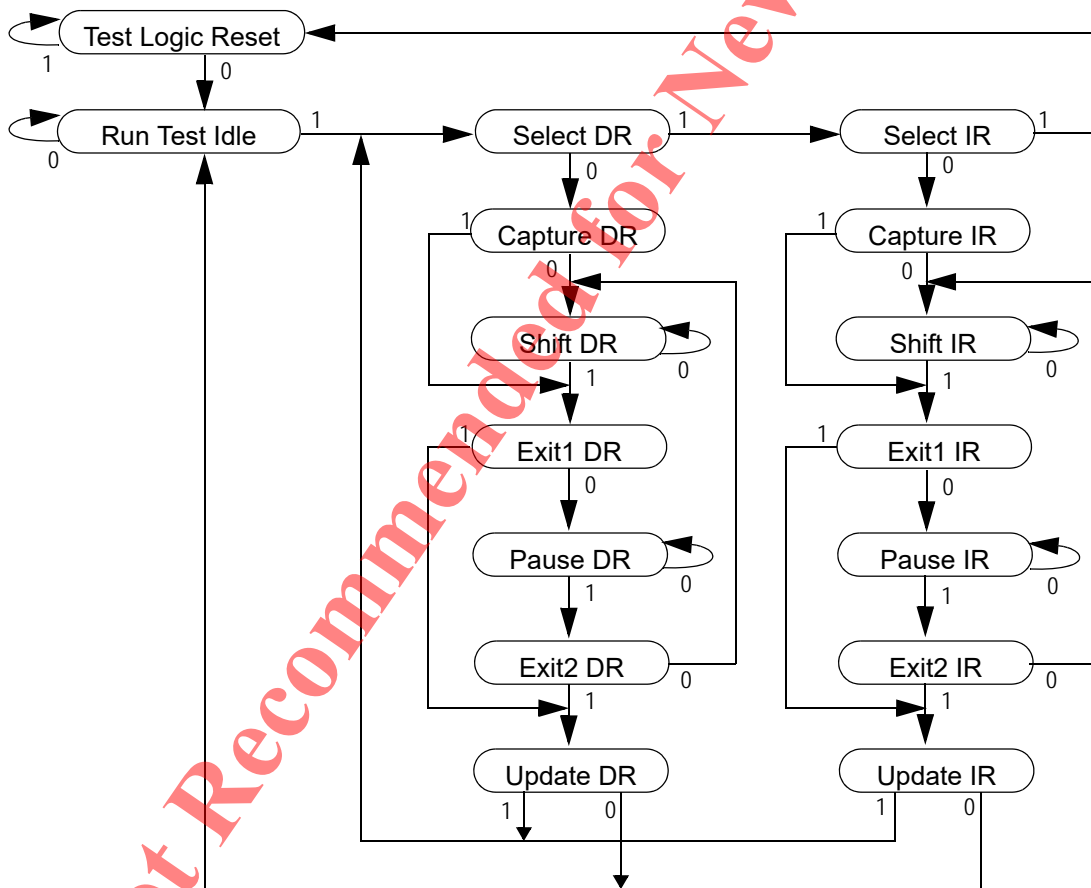 Test Logic Reset
1
0
Run Test Idle
1
0
Select DR
1
0
Select IR
1
0
Capture DR
1
0
Capture IR
1
0
Shift DR
0
1
Shift IR
0
1
Exit1 DR
1
0
Exit1 IR
1
0
Pause DR
0
1
Pause IR
0
1
Exit2 DR
0
1
Exit2 IR
0
1
Update DR
1
0
Update IR
1
0
Recommended for New